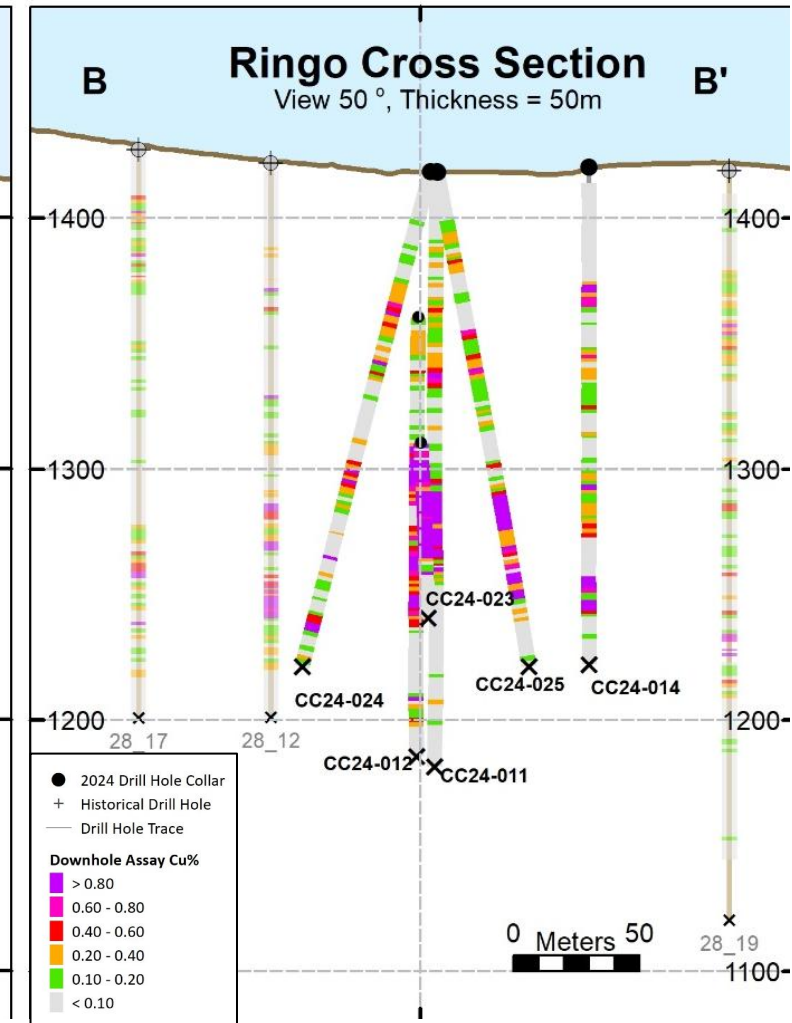 B
Ringo Cross Section
B'
View 50 °, Thickness = 50m
1400
1400
1300
1300
CC24-023
CC24-025
CC24-014
CC24-024
1200
1200
28_17
28_12
CC24-012
CC24-011
2024 Drill Hole Collar
Historical Drill Hole
Drill Hole Trace
Downhole Assay Cu%
> 0.80
0.60 - 0.80
0.40 - 0.60
0.20 - 0.40
0.10 - 0.20
< 0.10
0 Meters 50
28_19
1100